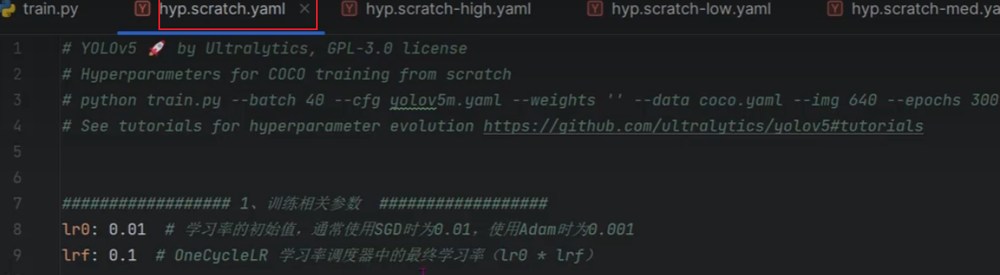 train.py
hyp.scratch.yaml
hyp.scratch-high.yaml
hyp.scratch-low.yaml
hyp.scratch-med.ya
1 # YOLOv5 🚀 by Ultralytics, GPL-3.0 license
2 # Hyperparameters for COCO training from scratch
3 # python train.py --batch 40 --cfg yolov5m.yaml --weights '' --data coco.yaml --img 640 --epochs 300
4 # See tutorials for hyperparameter evolution https://github.com/ultralytics/yolov5#tutorials
5
6
7 ################## 1、训练相关参数 ##################
8 lr0: 0.01 # 学习率的初始值，通常使用SGD时为0.01，使用Adam时为0.001
9 lrf: 0.1 # OneCycleLR 学习率调度器中的最终学习率（lr0 * lrf）